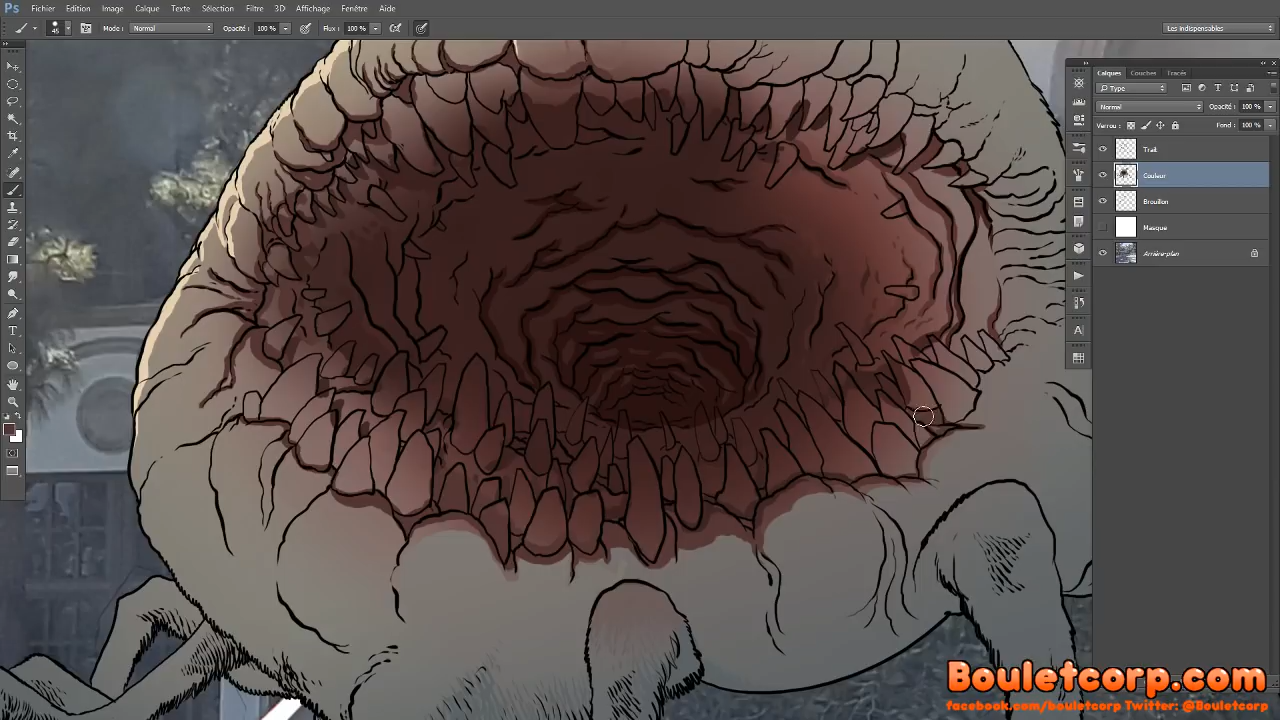 Ps Fichier Edition Image Calque Texte Sélection Filtre 3D Affichage Fenêtre Aide
45 Mode : Normal Opacité : 100 % Flux : 100 % Les indispensables
Calques Couches Tracés
Type
Normal Opacité : 100 %
Verrou : Fond : 100 %
Trait
Couleur
Brouillon
Masque
Arrière-plan
Bouletcorp.com
facebook.com/bouletcorp Twitter: @Bouletcorp